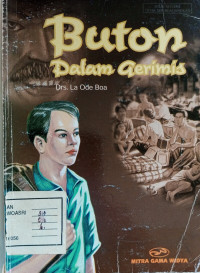 Buton
Dalam Gerimis
Drs. La Ode Boa
MITRA GAMA WIDYA